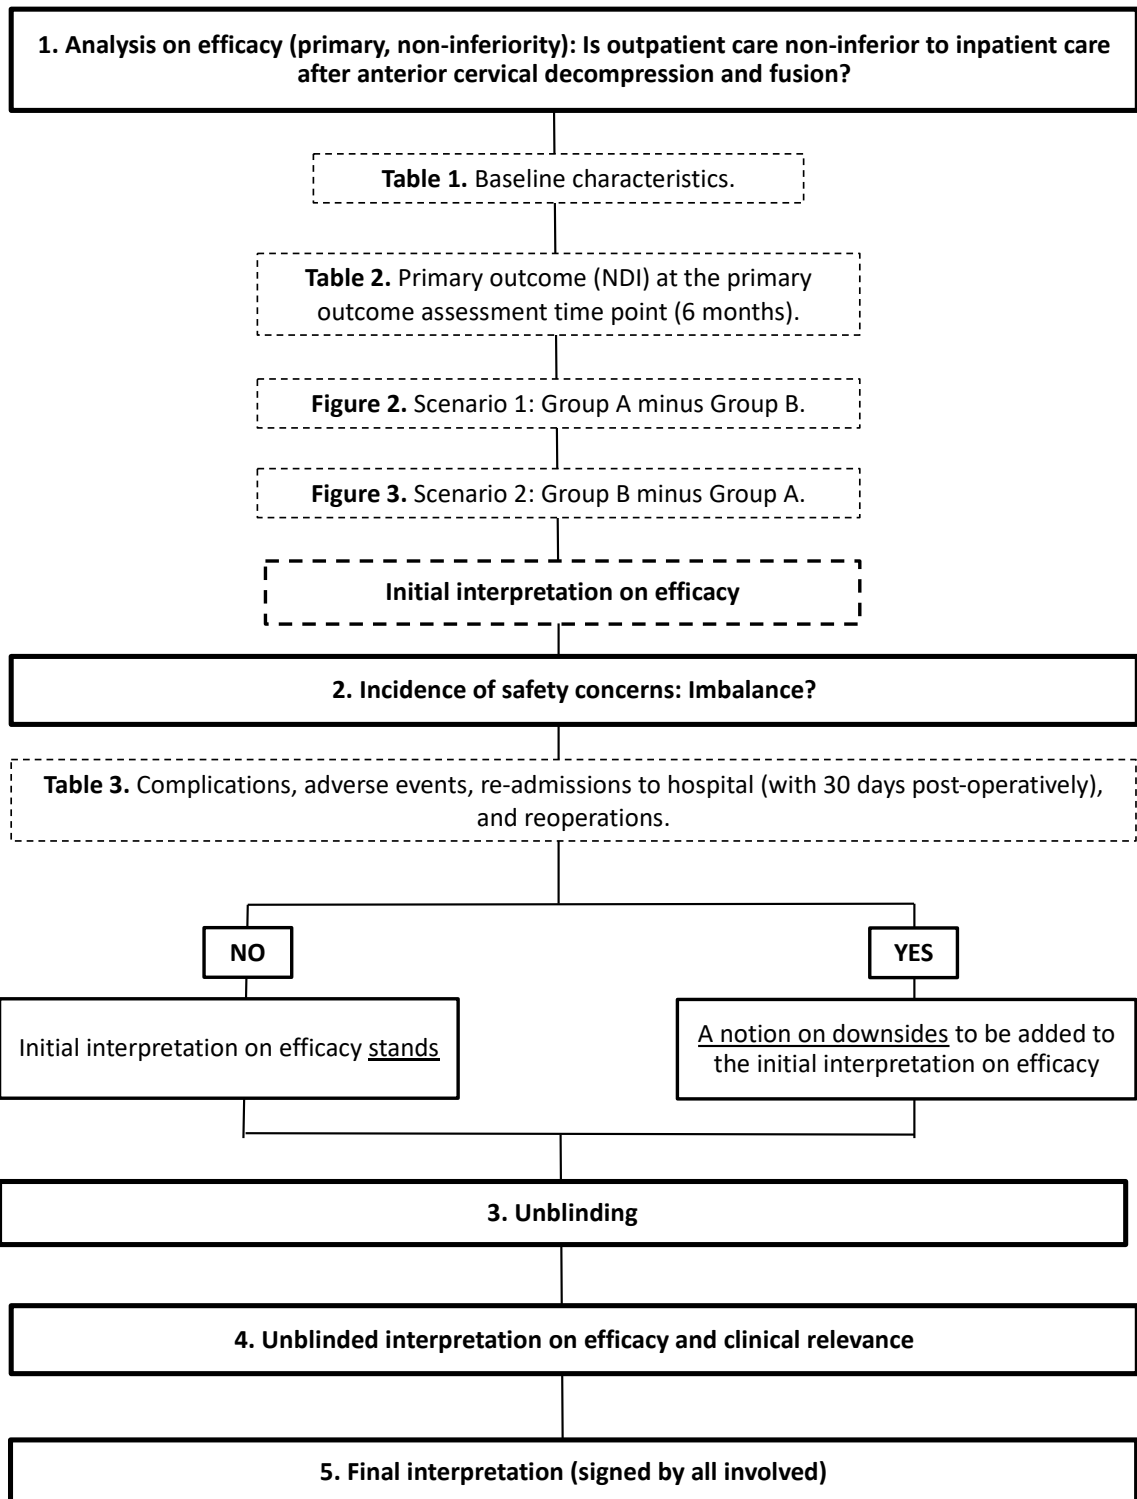 1. Analysis on efficacy (primary, non-inferiority): Is outpatient care non-inferior to inpatient care
after anterior cervical decompression and fusion?
Table 1. Baseline characteristics.
Table 2. Primary outcome (NDI) at the primary
outcome assessment time point (6 months).
Figure 2. Scenario 1: Group A minus Group B.
Figure 3. Scenario 2: Group B minus Group A.
Initial interpretation on efficacy
2. Incidence of safety concerns: Imbalance?
Table 3. Complications, adverse events, re-admissions to hospital (with 30 days post-operatively),
and reoperations.
NO
YES
Initial interpretation on efficacy stands
A notion on downsides to be added to
the initial interpretation on efficacy
3. Unblinding
4. Unblinded interpretation on efficacy and clinical relevance
5. Final interpretation (signed by all involved)